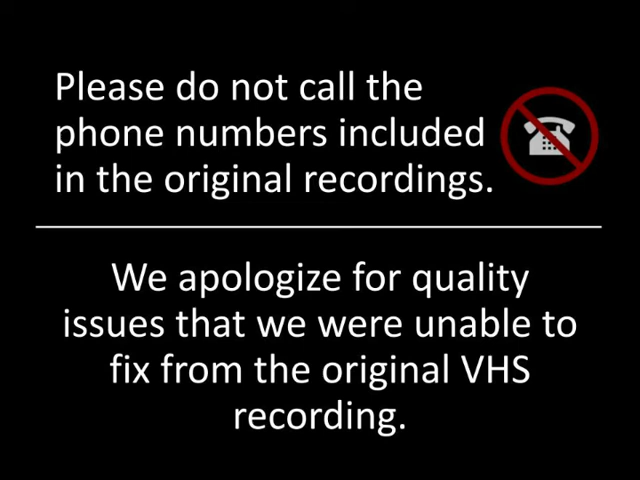 Please do not call the
phone numbers included
in the original recordings.
We apologize for quality
issues that we were unable to
fix from the original VHS
recording.